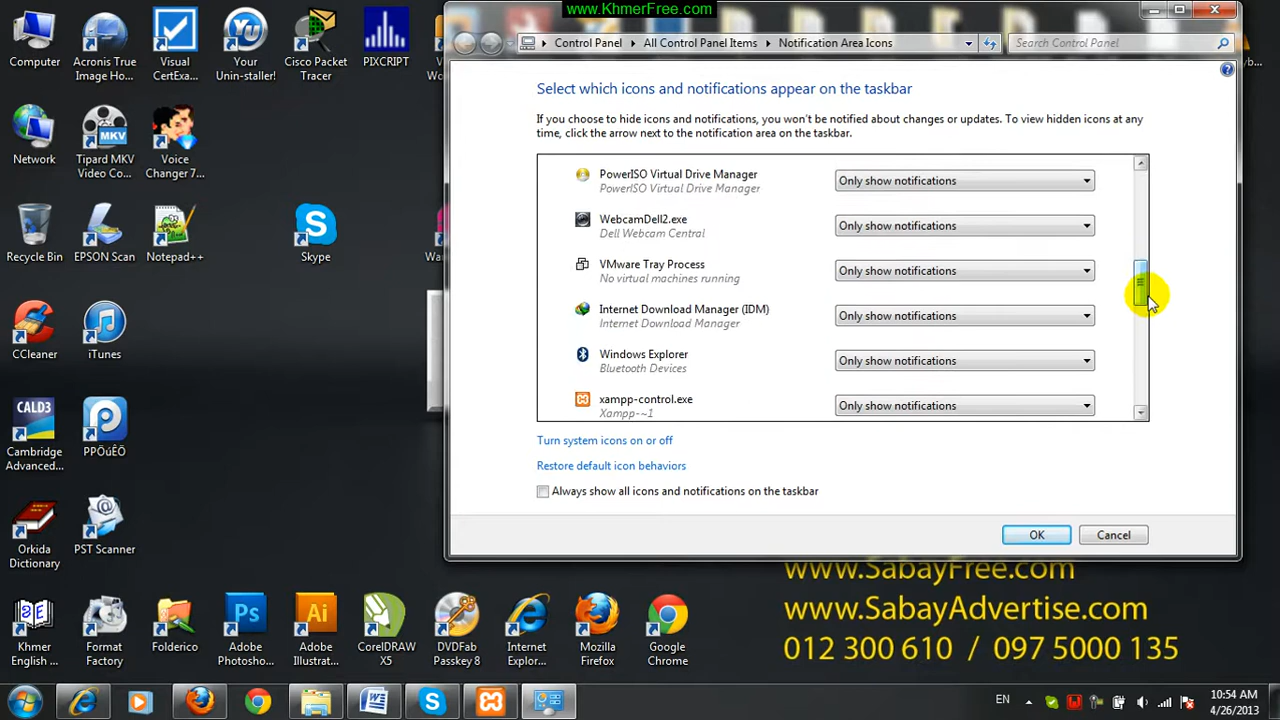 www.KhmerFree.com
Control Panel
All Control Panel Items
Notification Area Icons
Search Control Panel
Select which icons and notifications appear on the taskbar
If you choose to hide icons and notifications, you won't be notified about changes or updates. To view hidden icons at any
time, click the arrow next to the notification area on the taskbar.
PowerISO Virtual Drive Manager
PowerISO Virtual Drive Manager
Only show notifications
WebcamDell2.exe
Dell Webcam Central
Only show notifications
VMware Tray Process
No virtual machines running
Only show notifications
Internet Download Manager (IDM)
Internet Download Manager
Only show notifications
Windows Explorer
Bluetooth Devices
Only show notifications
xampp-control.exe
Xampp-~1
Only show notifications
Turn system icons on or off
Restore default icon behaviors
Always show all icons and notifications on the taskbar
OK
Cancel
Computer
Acronis True
Image Ho...
Visual
CertExa...
Your
Unin-staller!
Cisco Packet
Tracer
PIXCRIPT
Network
Tipard MKV
Video Co...
Voice
Changer 7...
Recycle Bin
EPSON Scan
Notepad++
Skype
CCleaner
iTunes
Cambridge
Advanced...
PPÖúÊÖ
Orkida
Dictionary
PST Scanner
Khmer
English ...
Format
Factory
Folderico
Adobe
Photosho...
Adobe
Illustrat...
CorelDRAW
X5
DVDFab
Passkey 8
Internet
Explor...
Mozilla
Firefox
Google
Chrome
www.SabayFree.com
www.SabayAdvertise.com
012 300 610 / 097 5000 135
EN
10:54 AM
4/26/2013